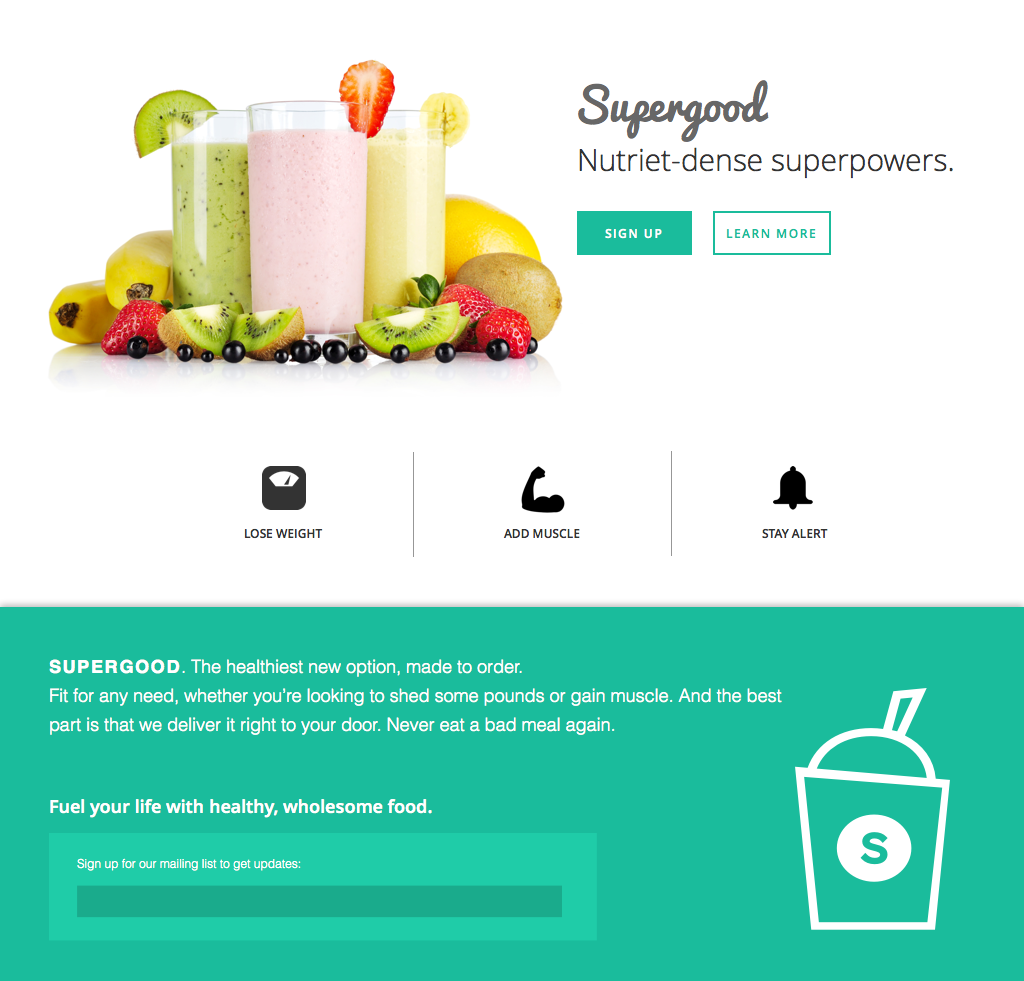 Supergood
Nutriet-dense superpowers.
SIGN UP
LEARN MORE
LOSE WEIGHT
ADD MUSCLE
STAY ALERT
SUPERGOOD. The healthiest new option, made to order.
Fit for any need, whether you’re looking to shed some pounds or gain muscle. And the best
part is that we deliver it right to your door. Never eat a bad meal again.
Fuel your life with healthy, wholesome food.
Sign up for our mailing list to get updates:
S